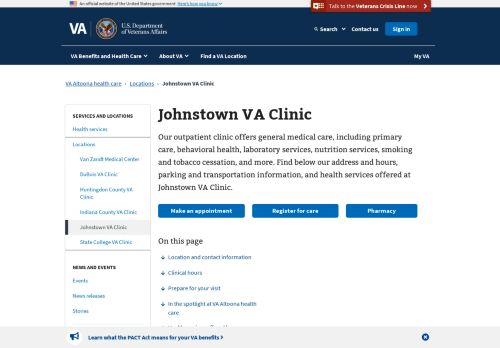 An official website of the United States government Here's how you know
Talk to the Veterans Crisis Line now
VA
U.S. Department
of Veterans Affairs
Search
Contact us
Sign in
VA Benefits and Health Care
About VA
Find a VA Location
My VA
VA Altoona health care › Locations › Johnstown VA Clinic
SERVICES AND LOCATIONS
Health services
Locations
Van Zandt Medical Center
DuBois VA Clinic
Huntingdon County VA
Clinic
Indiana County VA Clinic
Johnstown VA Clinic
State College VA Clinic
NEWS AND EVENTS
Events
News releases
Stories
Johnstown VA Clinic
Our outpatient clinic offers general medical care, including primary
care, behavioral health, laboratory services, nutrition services, smoking
and tobacco cessation, and more. Find below our address and hours,
parking and transportation information, and health services offered at
Johnstown VA Clinic.
Make an appointment
Register for care
Pharmacy
On this page
Location and contact information
Clinical hours
Prepare for your visit
In the spotlight at VA Altoona health
care
Learn what the PACT Act means for your VA benefits